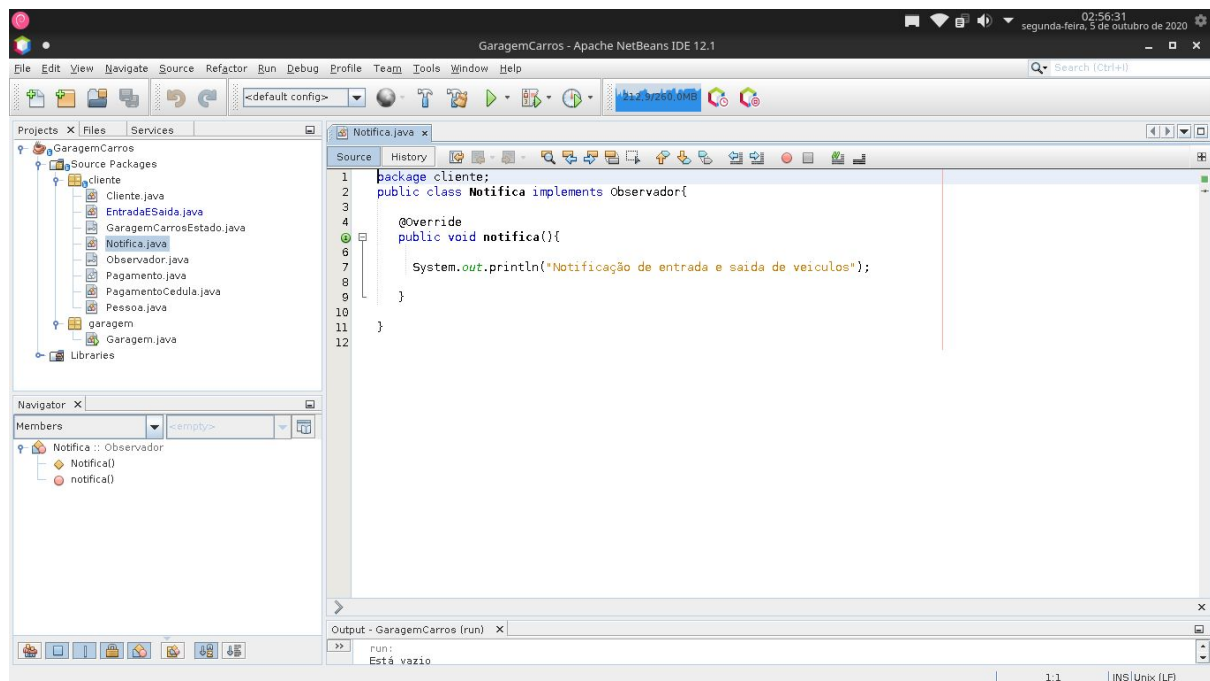 02:56:31
segunda-feira, 5 de outubro de 2020
GaragemCarros - Apache NetBeans IDE 12.1
File Edit View Navigate Source Refactor Run Debug Profile Team Tools Window Help
Search (Ctrl+I)
<default config>
212,9/260,0MB
Projects Files Services
GaragemCarros
Source Packages
cliente
Cliente.java
EntradaESaida.java
GaragemCarrosEstado.java
Notifica.java
Observador.java
Pagamento.java
PagamentoCedula.java
Pessoa.java
garagem
Garagem.java
Libraries
Navigator
Members <empty>
Notifica :: Observador
Notifica()
notifica()
Notifica.java
Source History
1 package cliente;
2 public class Notifica implements Observador{
3
4 @Override
public void notifica(){
6
7 System.out.println("Notificação de entrada e saida de veiculos");
8
9 }
10
11 }
12
Output - GaragemCarros (run)
run:
Está vazio
1:1 INS Unix (LF)